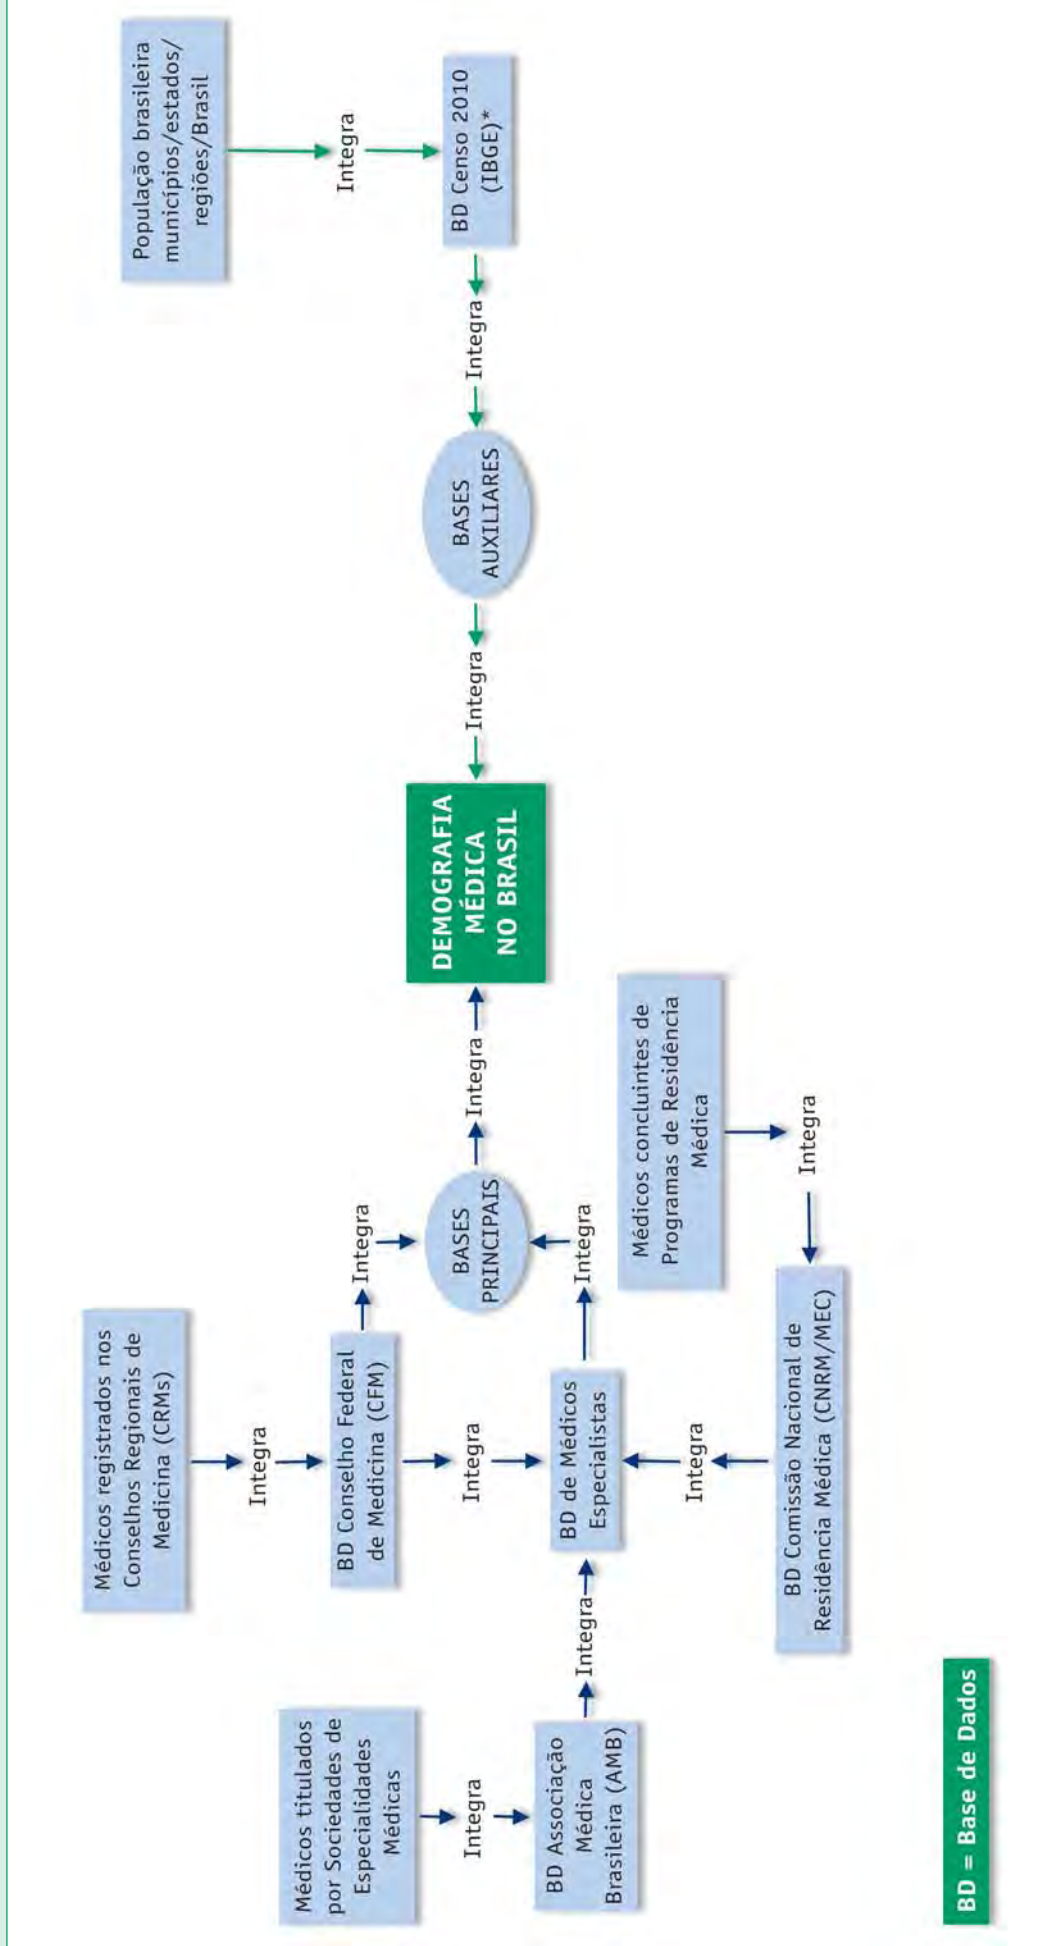 Médicos registrados nos
Conselhos Regionais de
Medicina (CRMs)
População brasileira
municípios/estados/
regiões/Brasil
Integra
Integra
Médicos titulados
por Sociedades de
Especialidades
Médicas
BD Conselho Federal
de Medicina (CFM)
Integra
Integra
Integra
BASES
PRINCIPAIS
Integra
DEMOGRAFIA
MÉDICA
NO BRASIL
Integra
BASES
AUXILIARES
Integra
BD Censo 2010
(IBGE)*
BD Associação
Médica
Brasileira (AMB)
Integra
BD de Médicos
Especialistas
Integra
Médicos concluintes de
Programas de Residência
Médica
Integra
Integra
BD Comissão Nacional de
Residência Médica (CNRM/MEC)
BD = Base de Dados